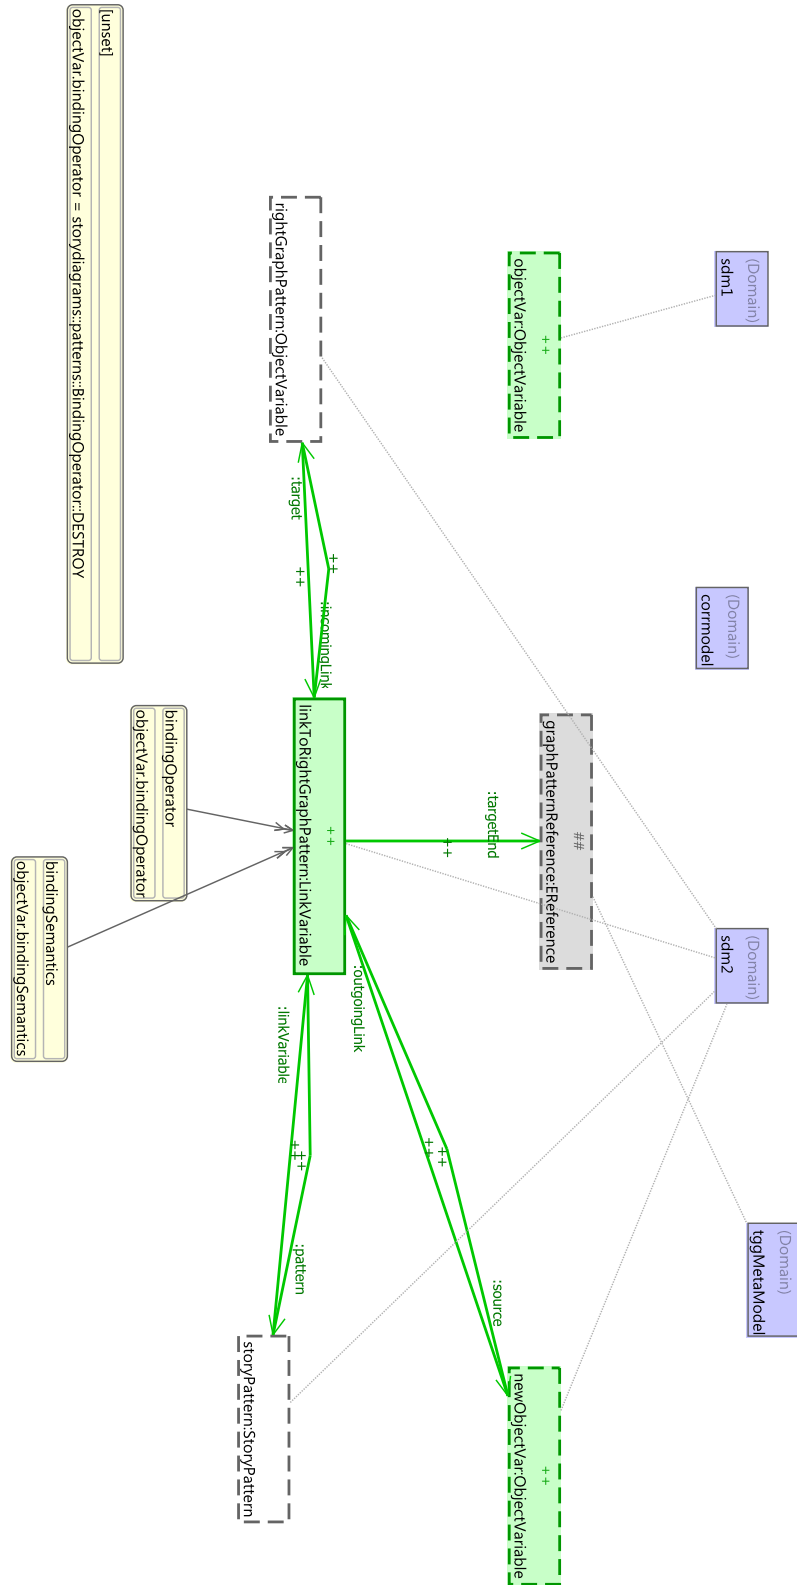 (Domain)
sdm1
(Domain)
corrmodel
(Domain)
sdm2
(Domain)
tggMetaModel
++
objectVar:ObjectVariable
##
graphPatternReference:EReference
++
newObjectVar:ObjectVariable
:targetEnd
++
:source
++
++
:outgoingLink
rightGraphPattern:ObjectVariable
:target
++
++
:incomingLink
++
linkToRightGraphPattern:LinkVariable
:linkVariable
++
++
:pattern
storyPattern:StoryPattern
bindingOperator
objectVar.bindingOperator
[unset]
objectVar.bindingOperator = storydiagrams::patterns::BindingOperator::DESTROY
bindingSemantics
objectVar.bindingSemantics